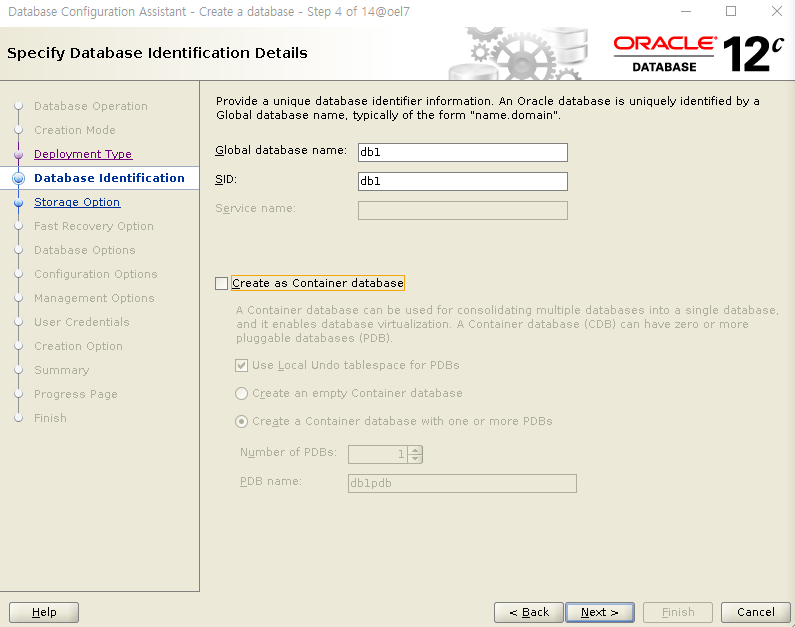 Database Configuration Assistant - Create a database - Step 4 of 14@oel7
Specify Database Identification Details
ORACLE®
DATABASE
12c
Database Operation
Creation Mode
Deployment Type
Database Identification
Storage Option
Fast Recovery Option
Database Options
Configuration Options
Management Options
User Credentials
Creation Option
Summary
Progress Page
Finish
Provide a unique database identifier information. An Oracle database is uniquely identified by a
Global database name, typically of the form "name.domain".
Global database name: db1
SID: db1
Service name:
Create as Container database
A Container database can be used for consolidating multiple databases into a single database,
and it enables database virtualization. A Container database (CDB) can have zero or more
pluggable databases (PDB).
Use Local Undo tablespace for PDBs
Create an empty Container database
Create a Container database with one or more PDBs
Number of PDBs: 1
PDB name: db1pdb
Help
< Back
Next >
Finish
Cancel